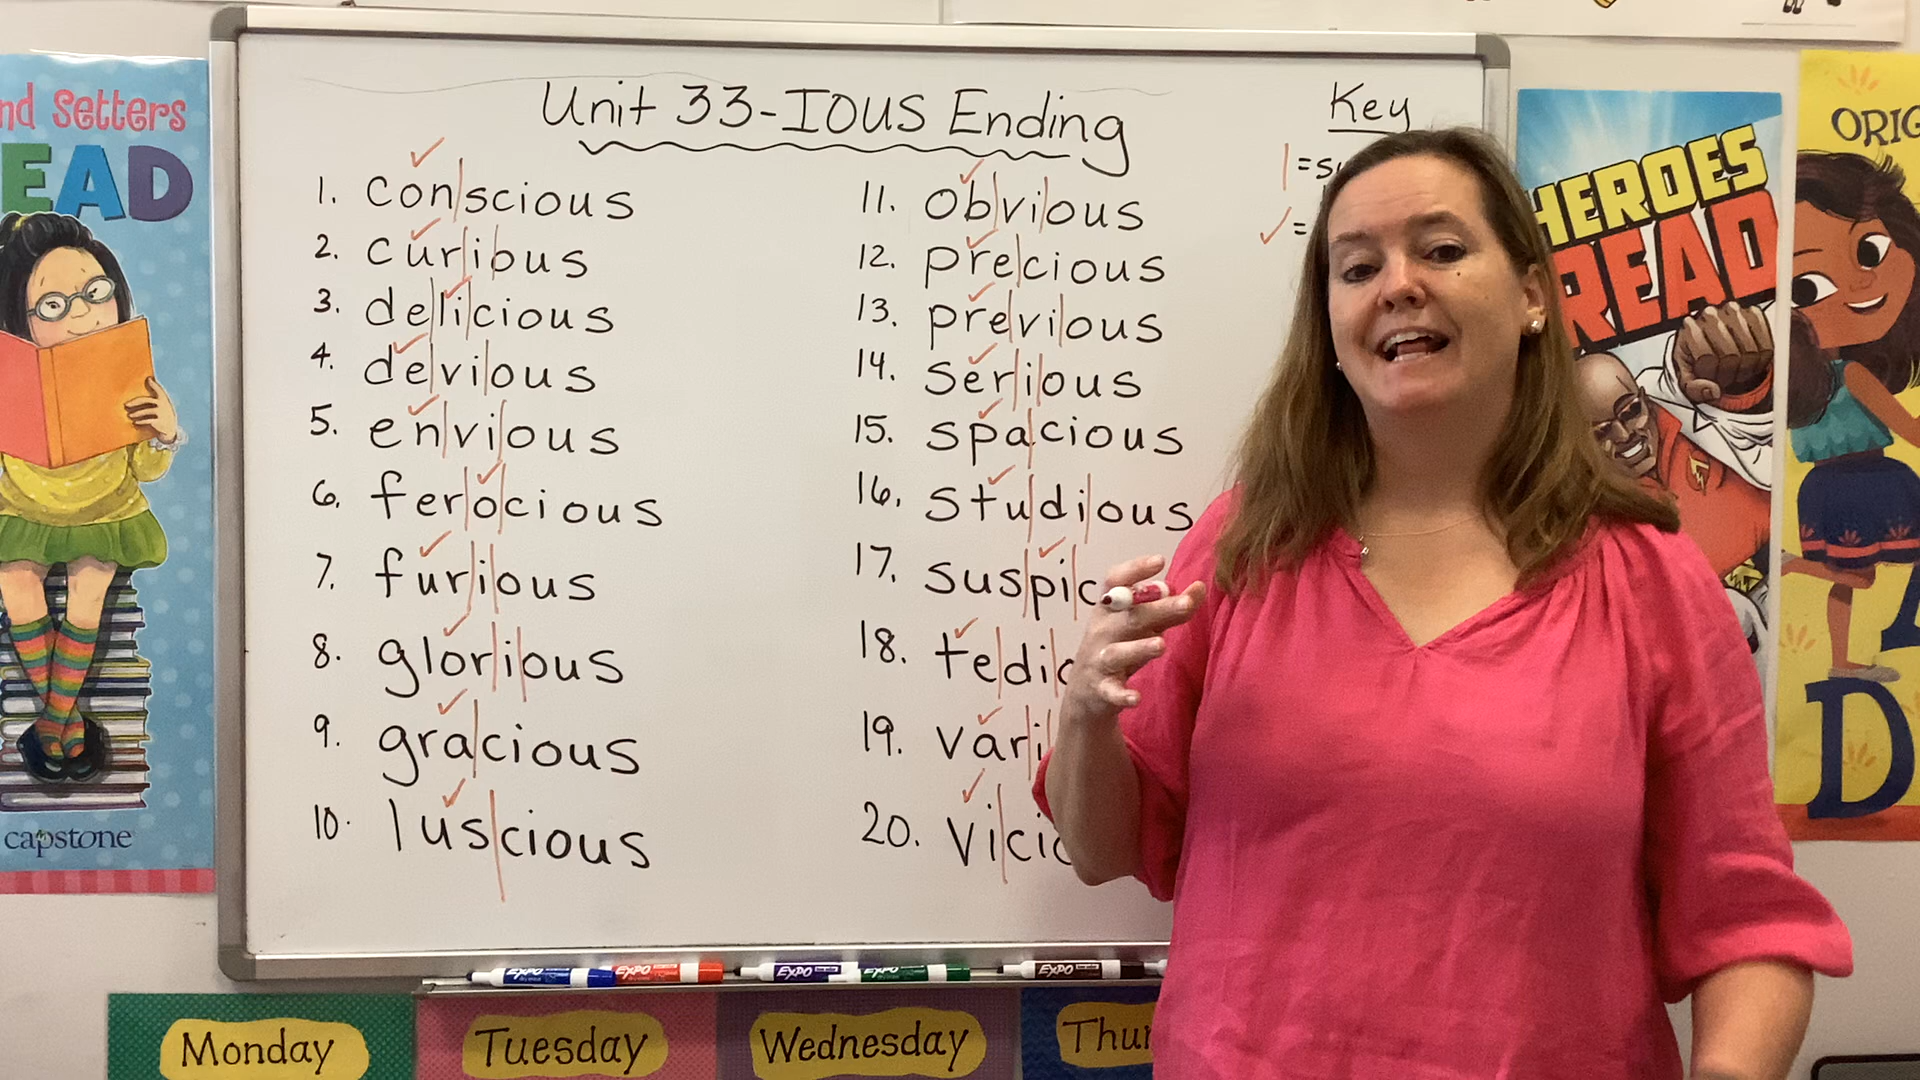 Unit 33-IOUS Ending
1. conscious
2. curious
3. delicious
4. devious
5. envious
6. ferocious
7. furious
8. glorious
9. gracious
10. luscious
11. obvious
12. precious
13. previous
14. serious
15. spacious
16. studious
17. suspic
18. tedio
19. vari
20. vicio
Key
| = s
✓ =
nd Setters
EAD
capstone
HEROES
READ
ORIG
D
EXPO
EXPO
EXPO
EXPO
EXPO
Monday
Tuesday
Wednesday
Thur